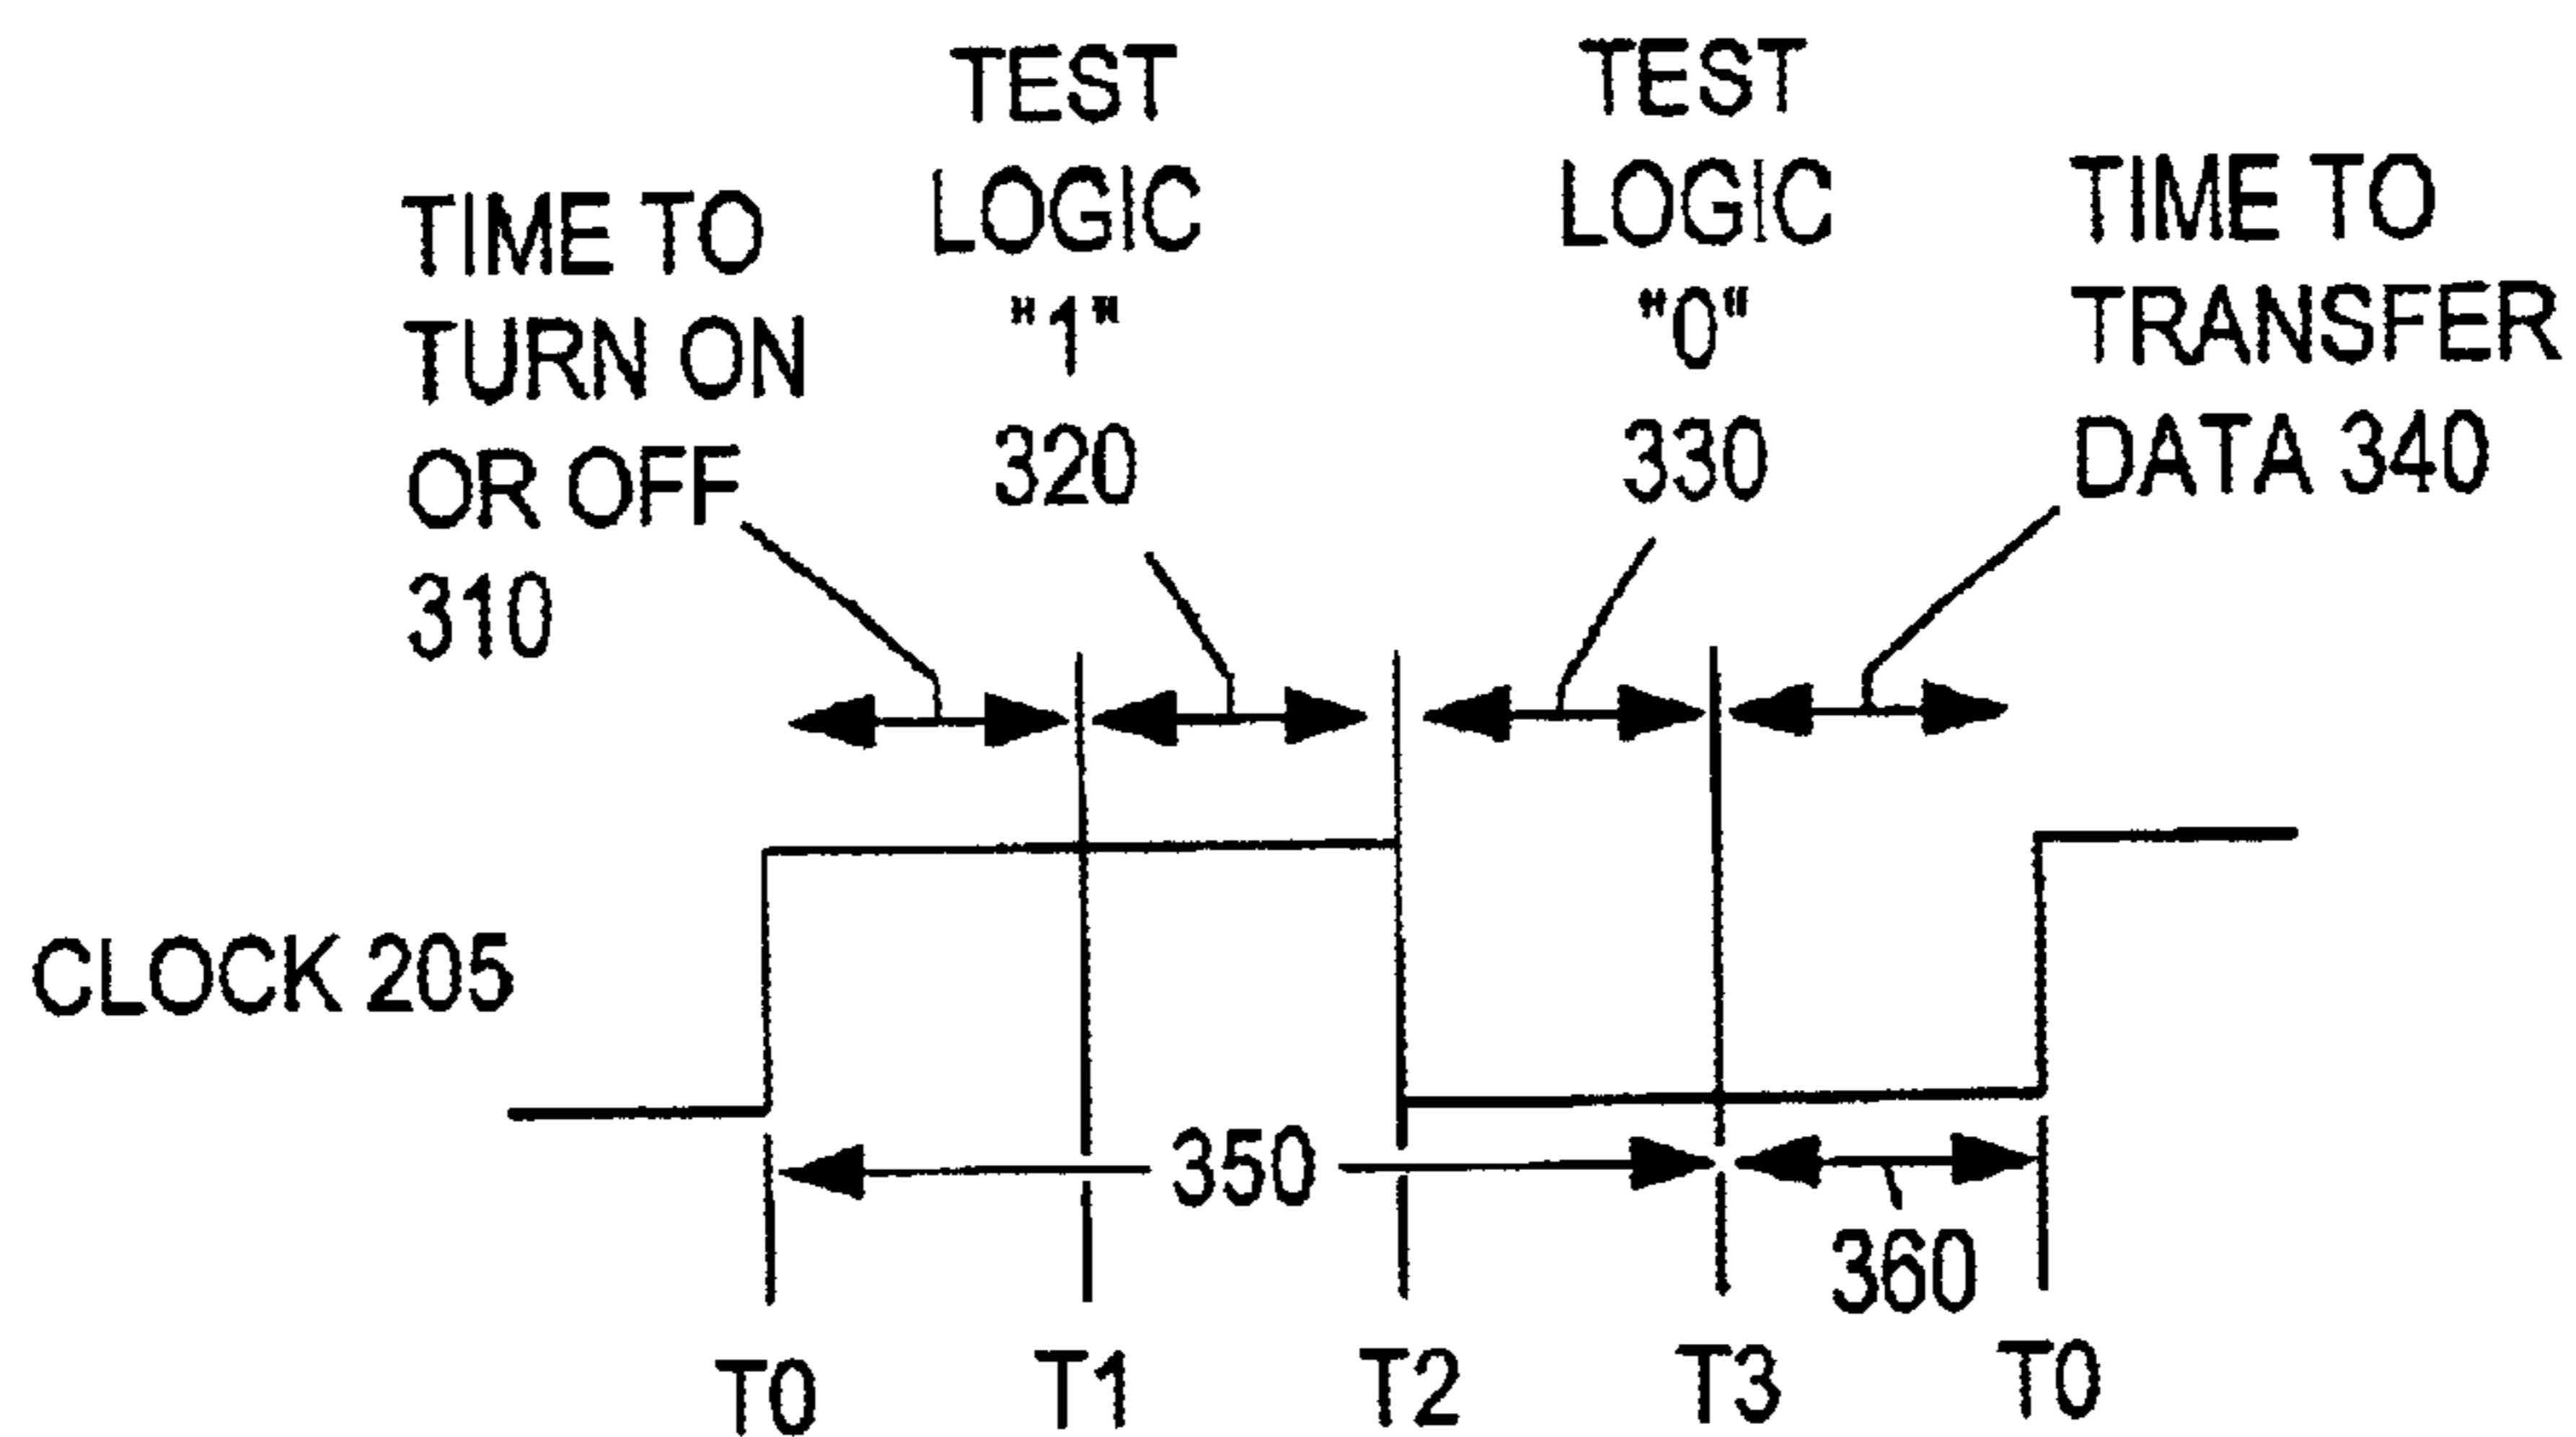 TIME TO
TURN ON
OR OFF
310
TEST
LOGIC
"1"
320
TEST
LOGIC
"0"
330
TIME TO
TRANSFER
DATA 340
CLOCK 205
350
360
T0
T1
T2
T3
T0